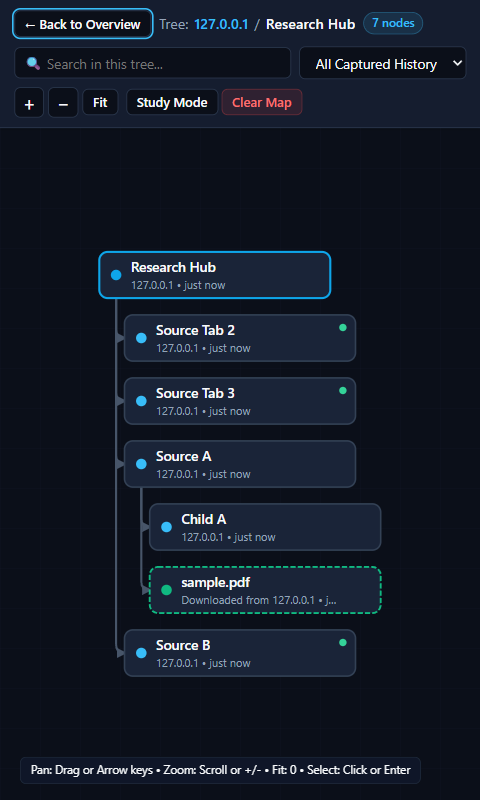 ← Back to Overview Tree: 127.0.0.1 / Research Hub 7 nodes
Search in this tree... All Captured History
+ − Fit Study Mode Clear Map
Research Hub
127.0.0.1 • just now
Source Tab 2
127.0.0.1 • just now
Source Tab 3
127.0.0.1 • just now
Source A
127.0.0.1 • just now
Child A
127.0.0.1 • just now
sample.pdf
Downloaded from 127.0.0.1 • j...
Source B
127.0.0.1 • just now
Pan: Drag or Arrow keys • Zoom: Scroll or +/- • Fit: 0 • Select: Click or Enter